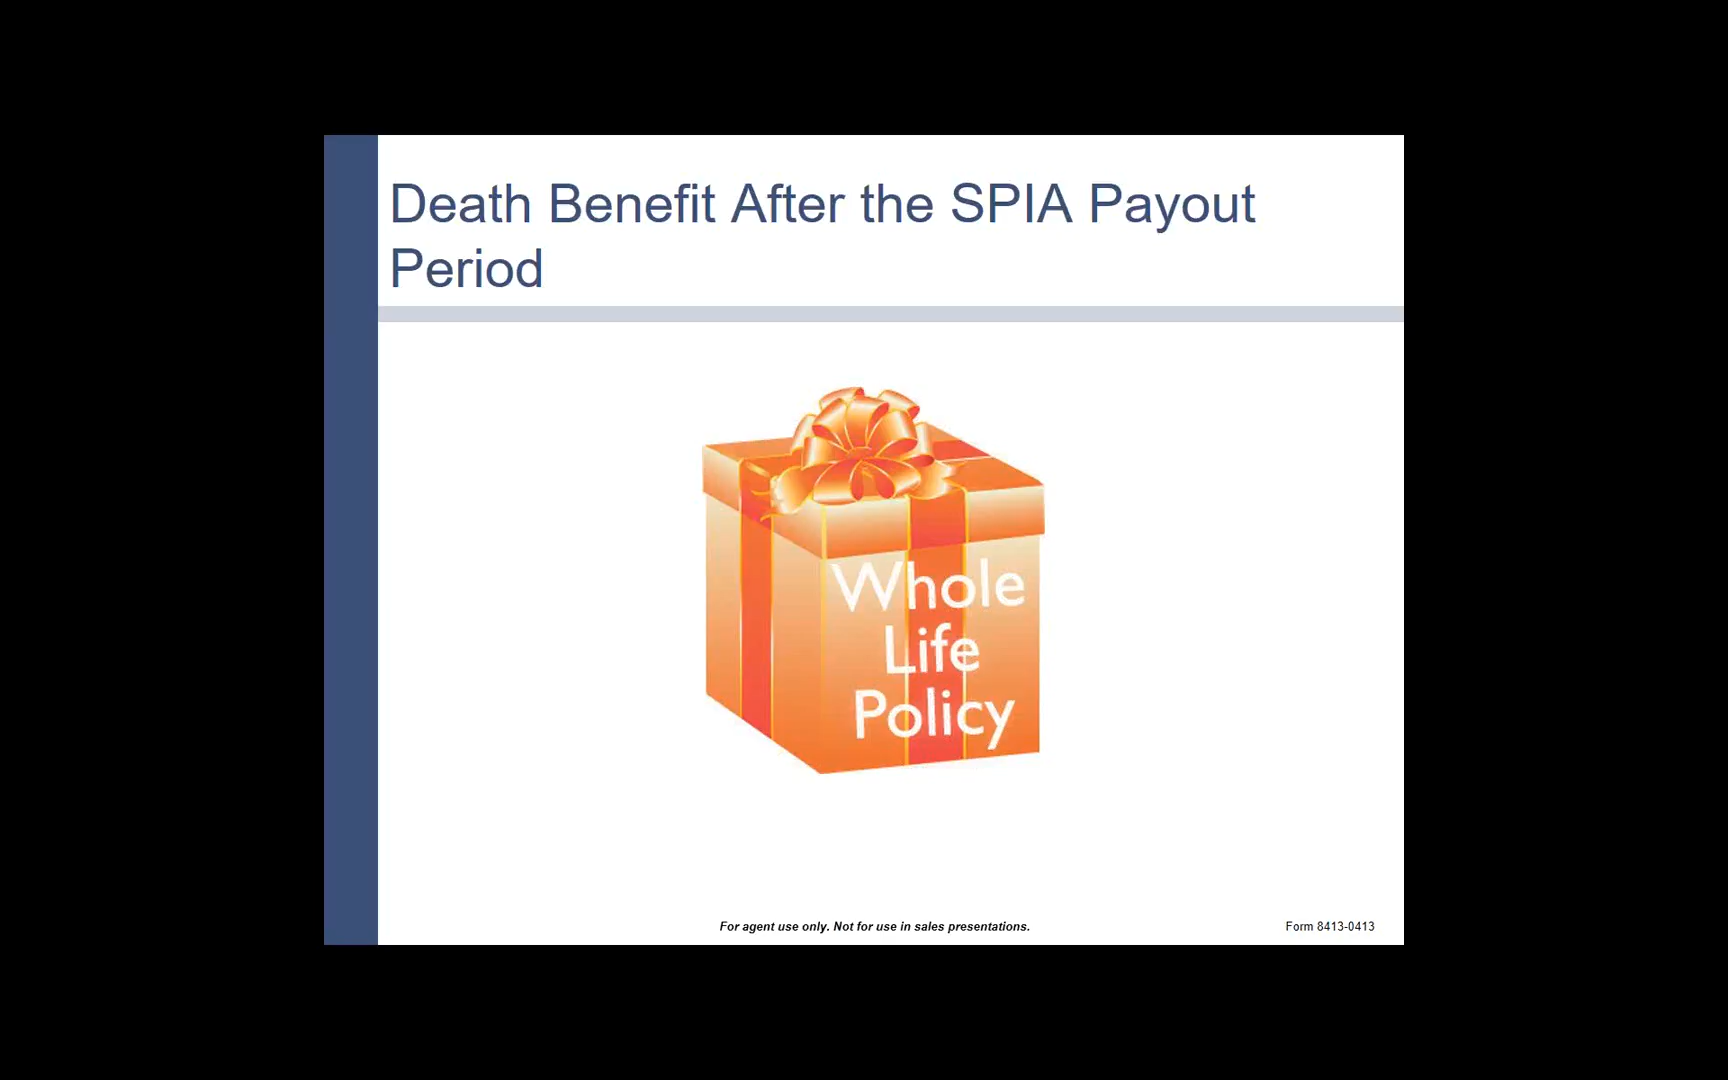 Death Benefit After the SPIA Payout
Period
Whole
Life
Policy
For agent use only. Not for use in sales presentations.
Form 8413-0413